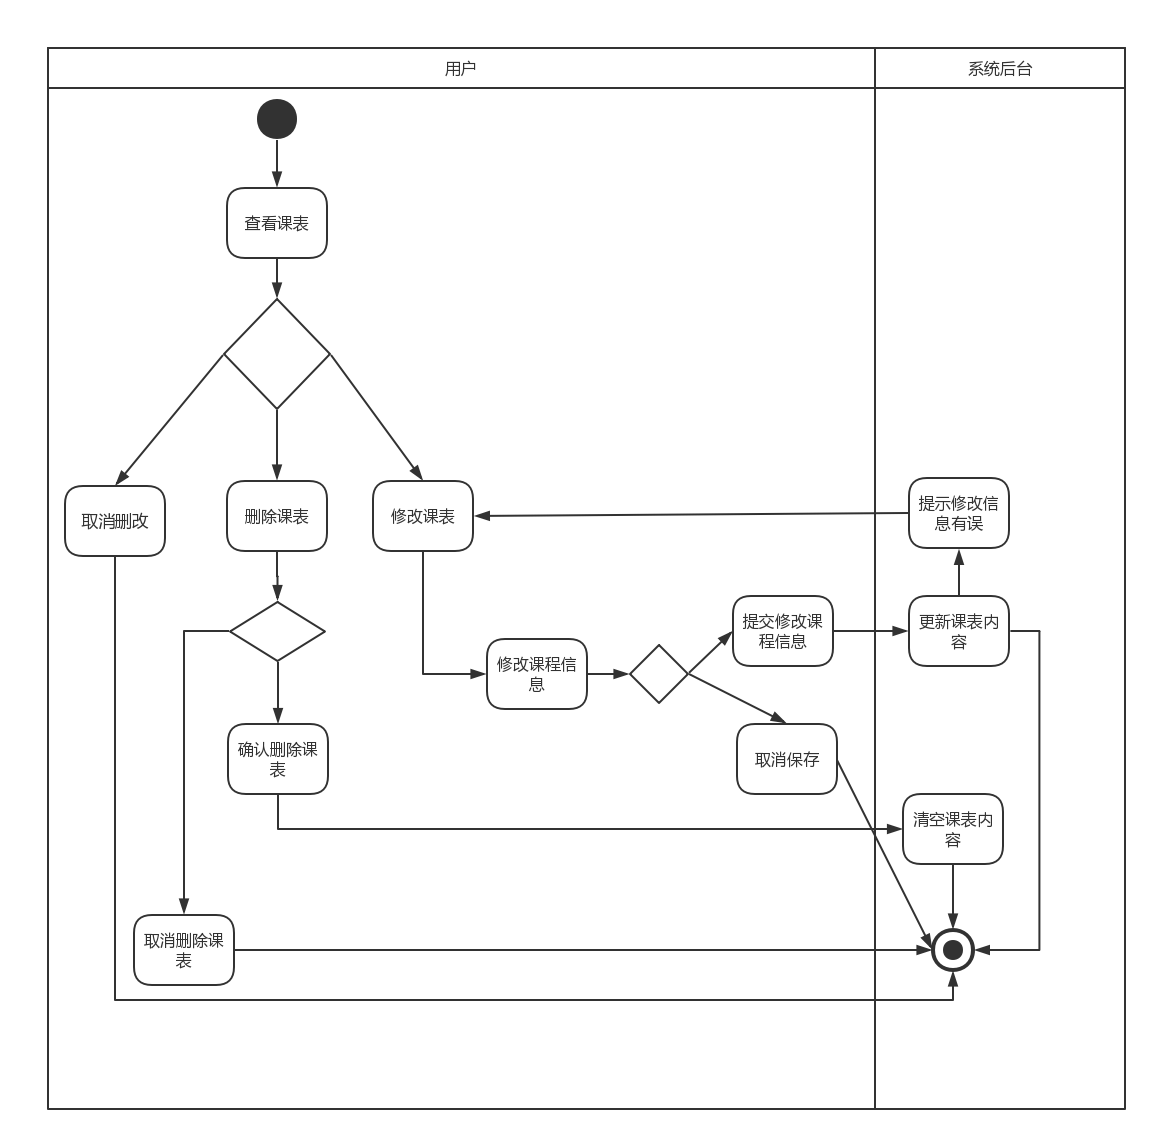 用户
系统后台
查看课表
取消删改
删除课表
修改课表
提示修改信
息有误
提交修改课
程信息
更新课表内
容
修改课程信
息
确认删除课
表
取消保存
清空课表内
容
取消删除课
表